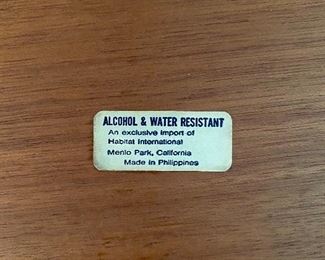 ALCOHOL & WATER RESISTANT
An exclusive import of
Habitat International
Menlo Park, California
Made in Philippines